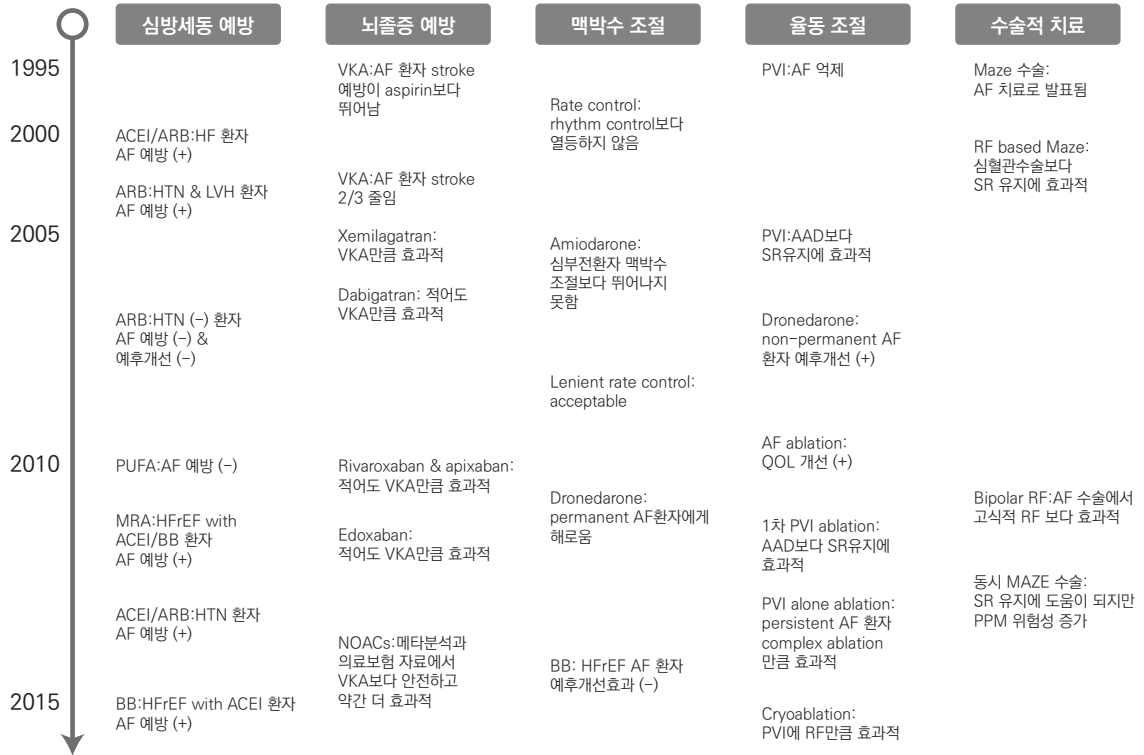 심방세동 예방
뇌졸증 예방
맥박수 조절
율동 조절
수술적 치료
1995
2000
2005
2010
2015
ACEI/ARB:HF 환자
AF 예방 (+)
ARB:HTN & LVH 환자
AF 예방 (+)
ARB:HTN (-) 환자
AF 예방 (-) &
예후개선 (-)
PUFA:AF 예방 (-)
MRA:HFrEF with
ACEI/BB 환자
AF 예방 (+)
ACEI/ARB:HTN 환자
AF 예방 (+)
BB:HFrEF with ACEI 환자
AF 예방 (+)
VKA:AF 환자 stroke
예방이 aspirin보다
뛰어남
VKA:AF 환자 stroke
2/3 줄임
Xemilagatran:
VKA만큼 효과적
Dabigatran: 적어도
VKA만큼 효과적
Rivaroxaban & apixaban:
적어도 VKA만큼 효과적
Edoxaban:
적어도 VKA만큼 효과적
NOACs:메타분석과
의료보험 자료에서
VKA보다 안전하고
약간 더 효과적
Rate control:
rhythm control보다
열등하지 않음
Amiodarone:
심부전환자 맥박수
조절보다 뛰어나지
못함
Lenient rate control:
acceptable
Dronedarone:
permanent AF환자에게
해로움
BB: HFrEF AF 환자
예후개선효과 (-)
PVI:AF 억제
PVI:AAD보다
SR유지에 효과적
Dronedarone:
non-permanent AF
환자 예후개선 (+)
AF ablation:
QOL 개선 (+)
1차 PVI ablation:
AAD보다 SR유지에
효과적
PVI alone ablation:
persistent AF 환자
complex ablation
만큼 효과적
Cryoablation:
PVI에 RF만큼 효과적
Maze 수술:
AF 치료로 발표됨
RF based Maze:
심혈관수술보다
SR 유지에 효과적
Bipolar RF:AF 수술에서
고식적 RF 보다 효과적
동시 MAZE 수술:
SR 유지에 도움이 되지만
PPM 위험성 증가